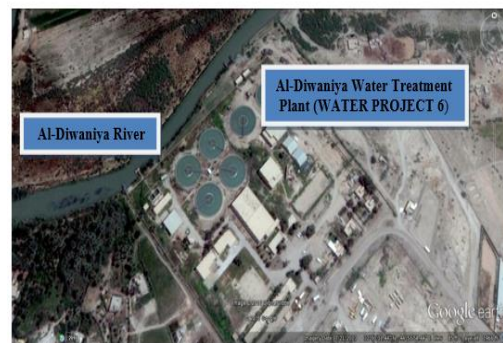 Al-Diwaniya Water Treatment
Plant (WATER PROJECT 6)
Al-Diwaniya River
Google earth